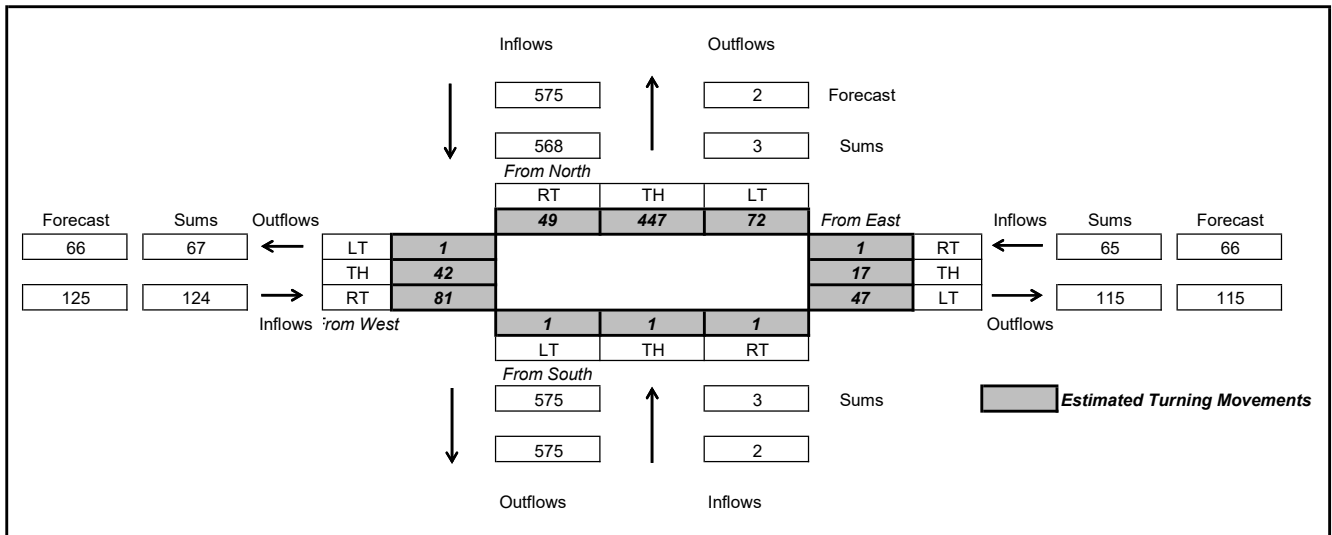 Inflows Outflows
575 2 Forecast
568 3 Sums
From North
RT TH LT
Forecast Sums Outflows 49 447 72 From East Inflows Sums Forecast
66 67 LT 1 1 RT 65 66
TH 42 17 TH
125 124 RT 81 47 LT 115 115
Inflows From West 1 1 1 Outflows
LT TH RT
From South
575 3 Sums Estimated Turning Movements
575 2
Outflows Inflows